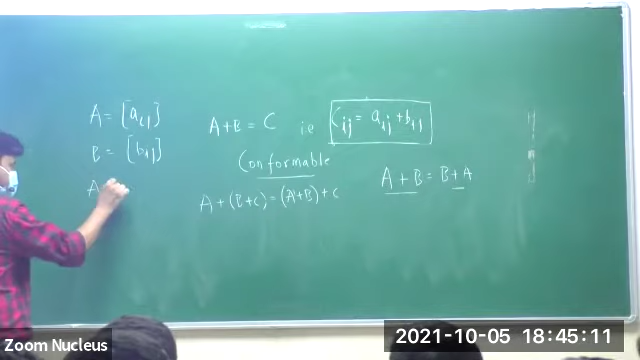 A = [aij]
A+B = C ie Cij = aij + bij
B = [bij]
Conformable
A + B = B + A
A
A + (B+C) = (A+B) + C
2021-10-05 18:45:11
Zoom Nucleus